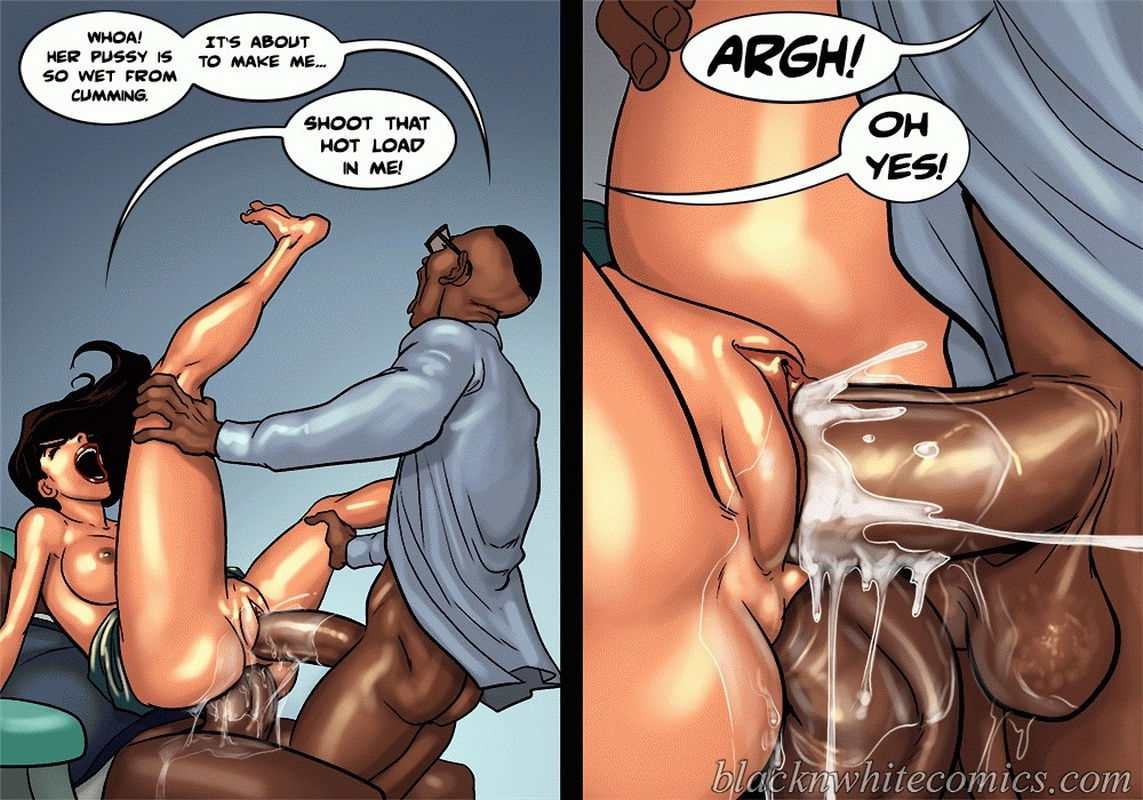 WHOA!
HER PUSSY IS
SO WET FROM
CUMMING.
IT'S ABOUT
TO MAKE ME...
SHOOT THAT
HOT LOAD
IN ME!
ARGH!
OH
YES!
blacknwhitecomics.com